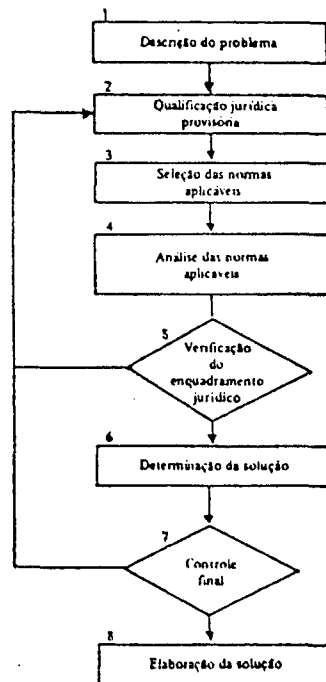 1
Descrição do problema
2
Qualificação jurídica
provisória
3
Seleção das normas
aplicáveis
4
Análise das normas
aplicáveis
5
Verificação
do
enquadramento
jurídico
6
Determinação da solução
7
Controle
final
8
Elaboração da solução